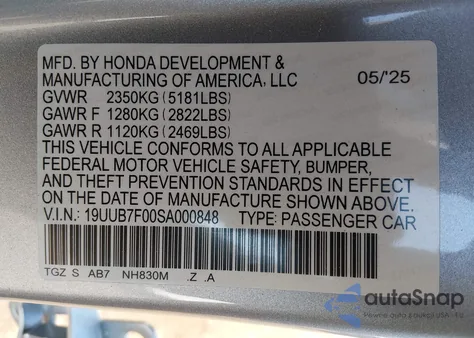 MFD. BY HONDA DEVELOPMENT &
MANUFACTURING OF AMERICA, LLC 05/'25
GVWR 2350KG (5181LBS)
GAWR F 1280KG (2822LBS)
GAWR R 1120KG (2469LBS)
THIS VEHICLE CONFORMS TO ALL APPLICABLE
FEDERAL MOTOR VEHICLE SAFETY, BUMPER,
AND THEFT PREVENTION STANDARDS IN EFFECT
ON THE DATE OF MANUFACTURE SHOWN ABOVE.
V.I.N.: 19UUB7F00SA000848 TYPE: PASSENGER CAR
TGZ S AB7 NH830M .Z .A
autoSnap